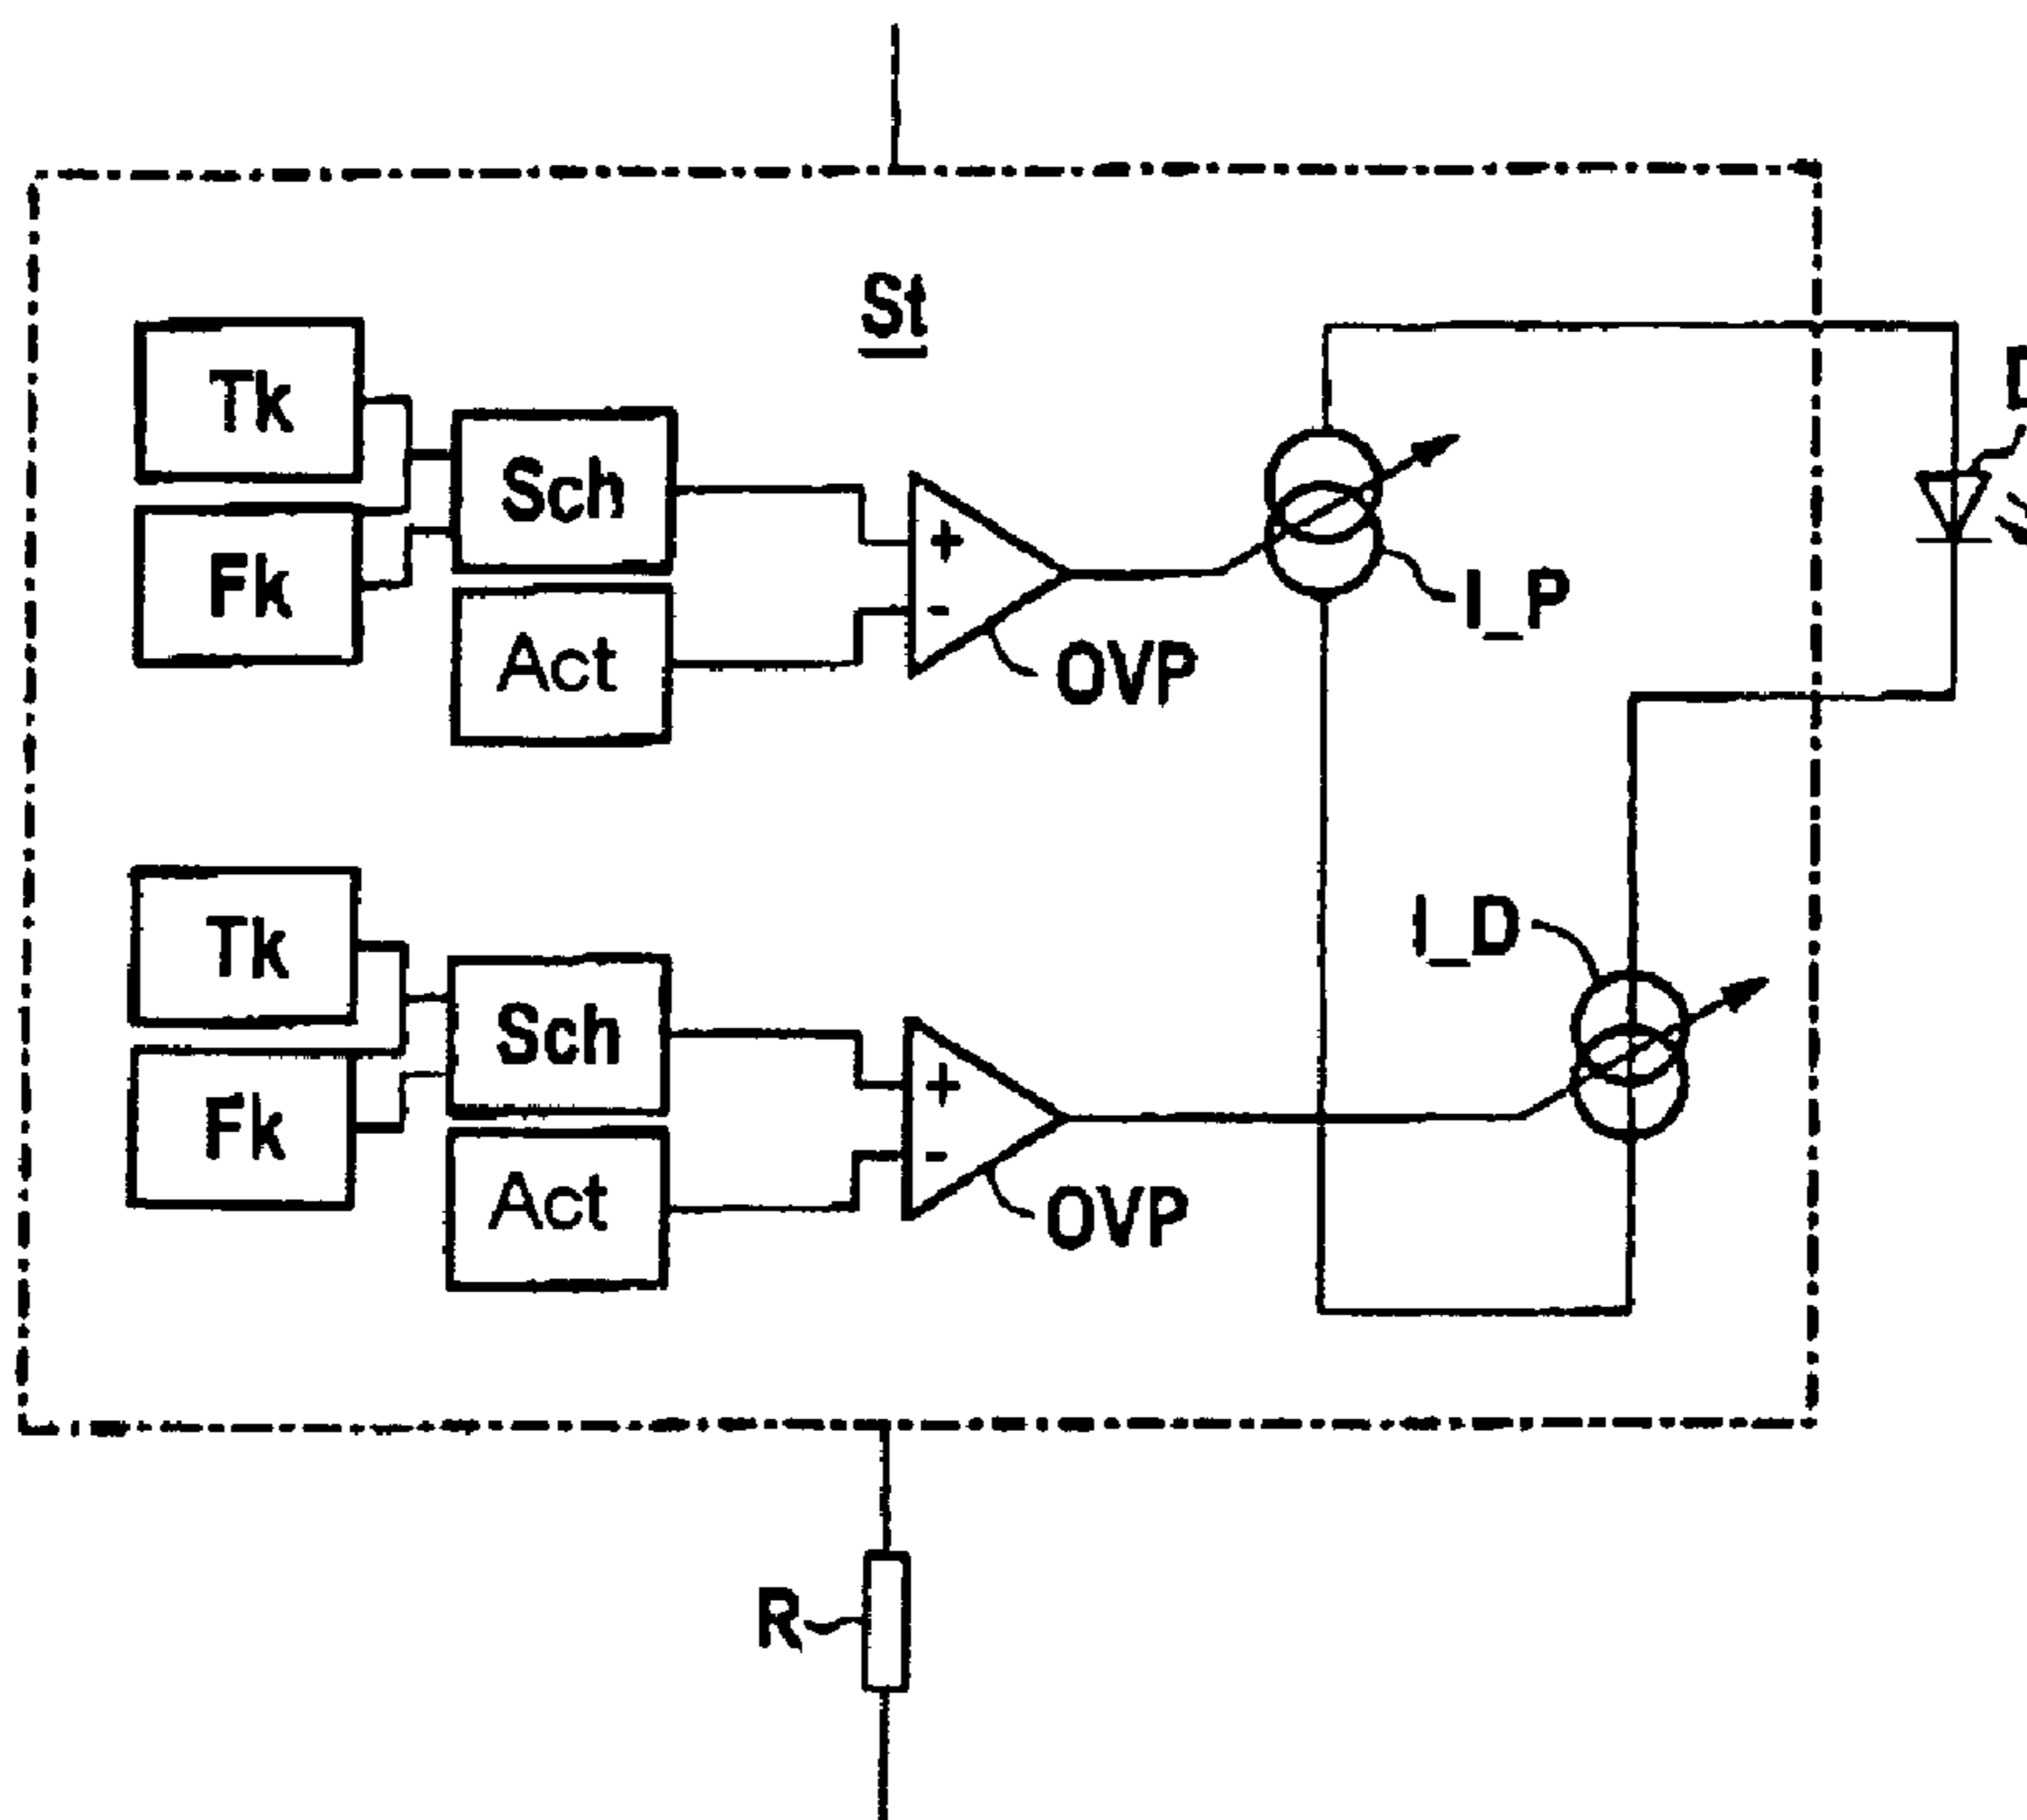 St
Tk
Sch
Fk
Act
+
-
OVP
I_P
Tk
Sch
Fk
Act
+
-
OVP
I_D
R